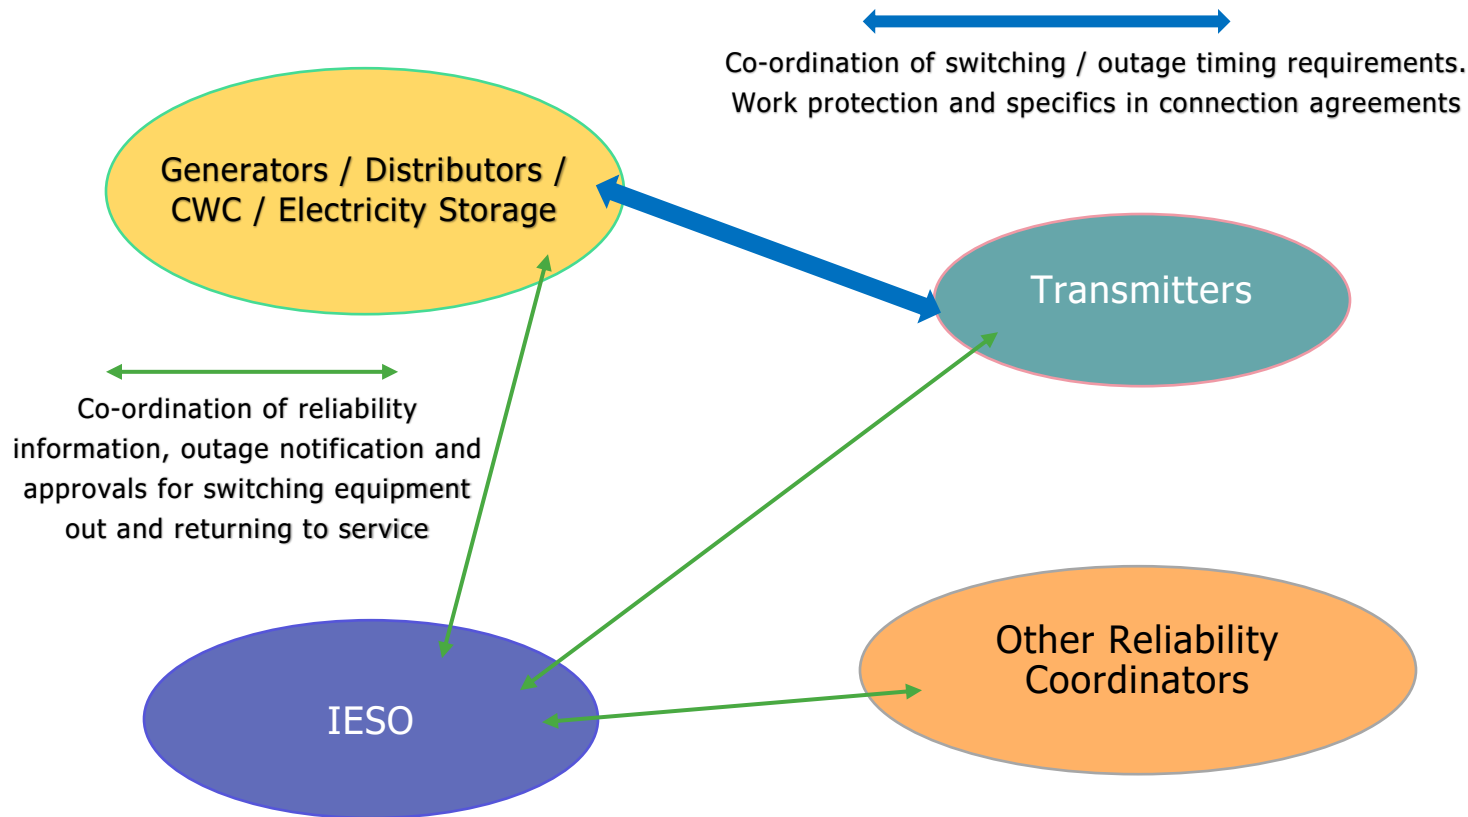 Co-ordination of switching / outage timing requirements.
Work protection and specifics in connection agreements
Generators / Distributors /
CWC / Electricity Storage
Transmitters
Co-ordination of reliability
information, outage notification and
approvals for switching equipment
out and returning to service
Other Reliability
Coordinators
IESO